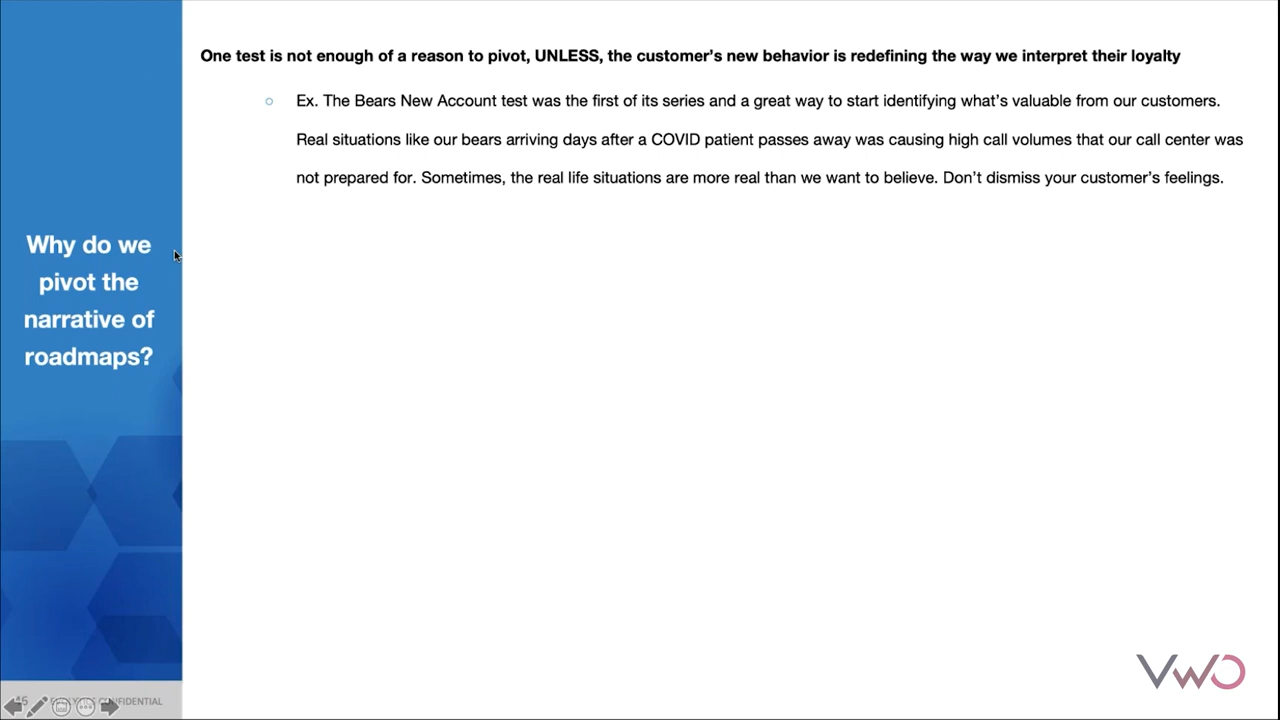 One test is not enough of a reason to pivot, UNLESS, the customer's new behavior is redefining the way we interpret their loyalty
Ex. The Bears New Account test was the first of its series and a great way to start identifying what's valuable from our customers.
Real situations like our bears arriving days after a COVID patient passes away was causing high call volumes that our call center was
not prepared for. Sometimes, the real life situations are more real than we want to believe. Don't dismiss your customer's feelings.
Why do we
pivot the
narrative of
roadmaps?
VWO